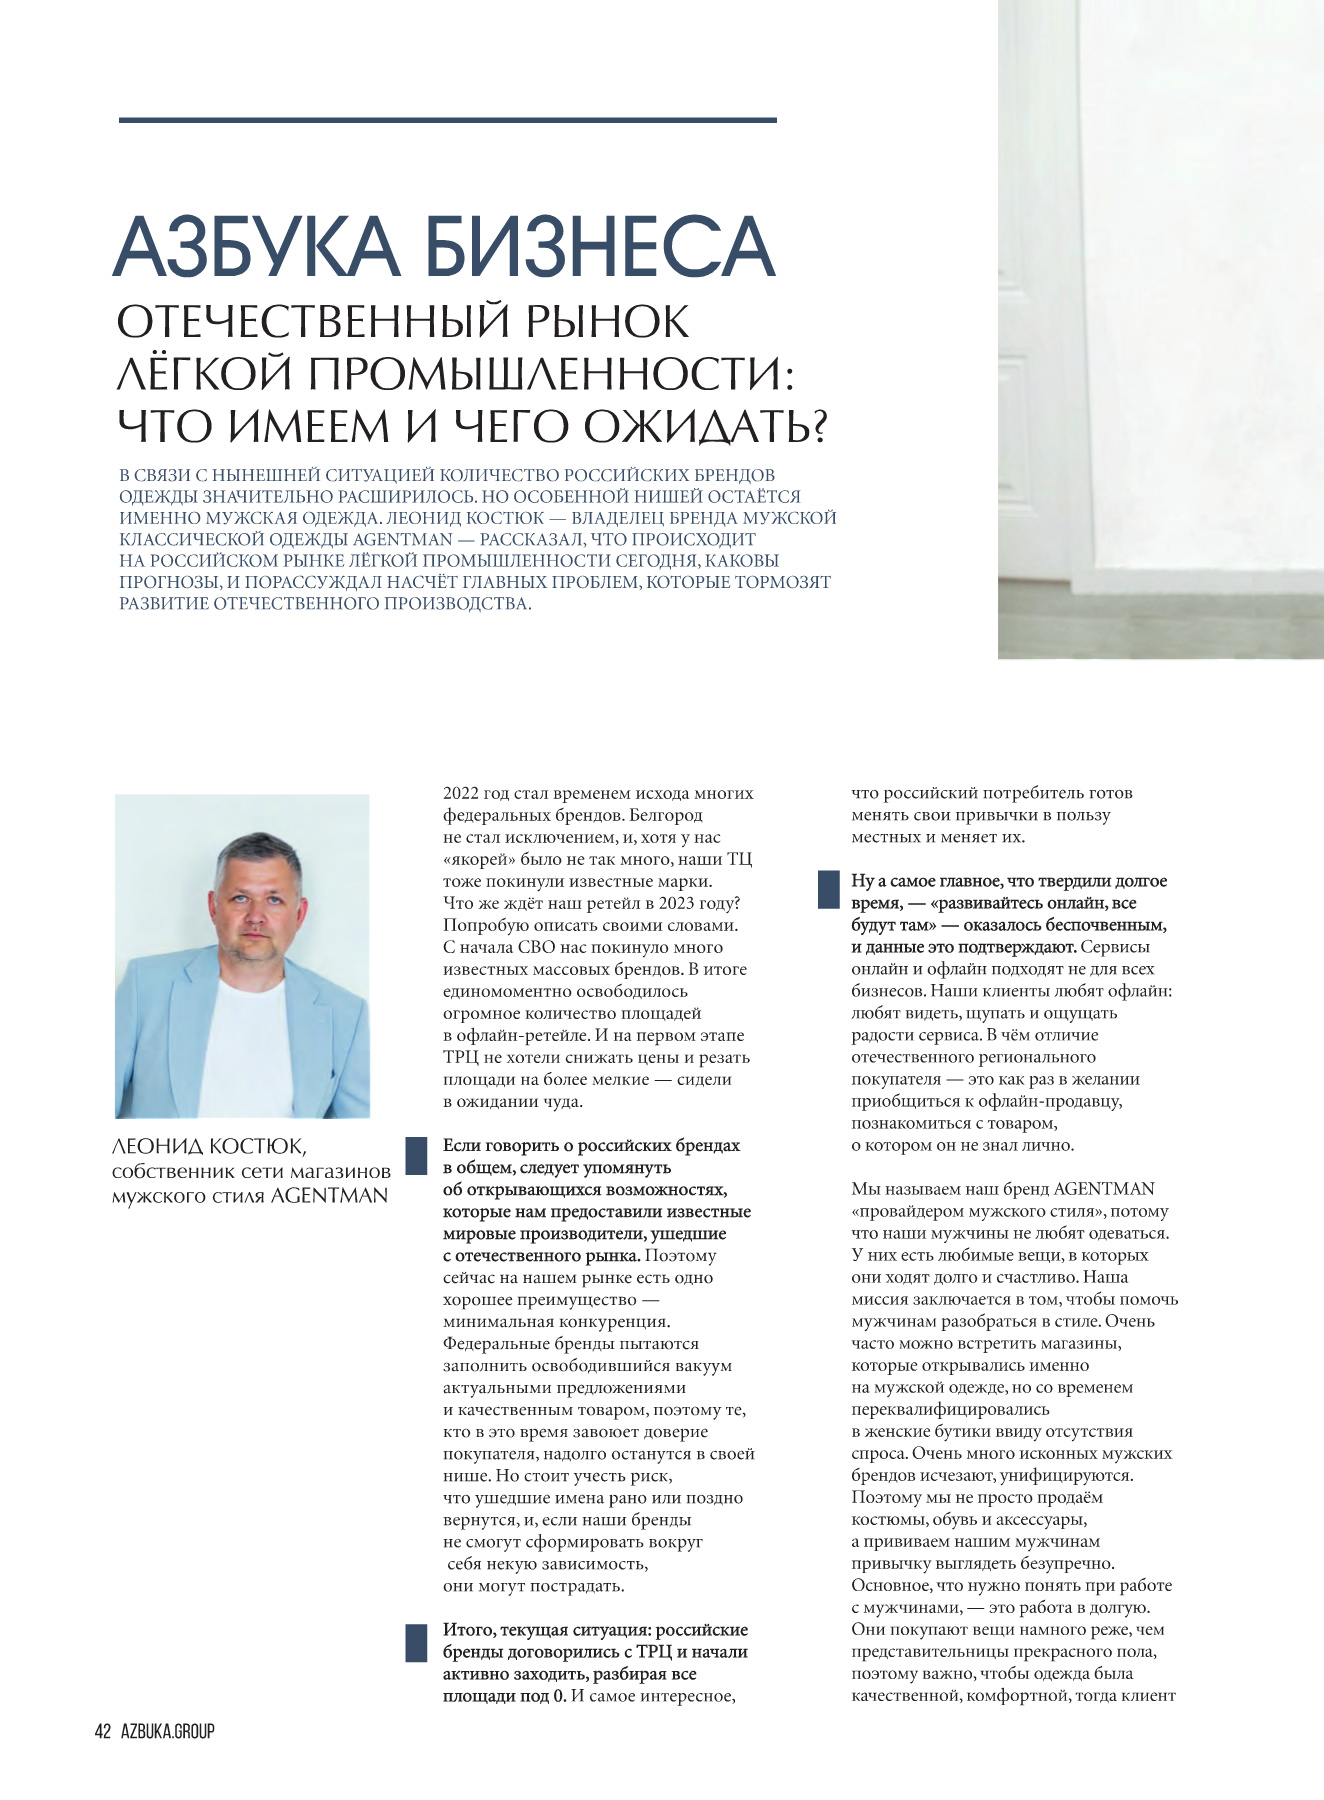 АЗБУКА БИЗНЕСА
ОТЕЧЕСТВЕННЫЙ РЫНОК
ЛЁГКОЙ ПРОМЫШЛЕННОСТИ:
ЧТО ИМЕЕМ И ЧЕГО ОЖИДАТЬ?
В СВЯЗИ С НЫНЕШНЕЙ СИТУАЦИЕЙ КОЛИЧЕСТВО РОССИЙСКИХ БРЕНДОВ
ОДЕЖДЫ ЗНАЧИТЕЛЬНО РАСШИРИЛОСЬ. НО ОСОБЕННОЙ НИШЕЙ ОСТАЁТСЯ
ИМЕННО МУЖСКАЯ ОДЕЖДА. ЛЕОНИД КОСТЮК — ВЛАДЕЛЕЦ БРЕНДА МУЖСКОЙ
КЛАССИЧЕСКОЙ ОДЕЖДЫ AGENTMAN — РАССКАЗАЛ, ЧТО ПРОИСХОДИТ
НА РОССИЙСКОМ РЫНКЕ ЛЁГКОЙ ПРОМЫШЛЕННОСТИ СЕГОДНЯ, КАКОВЫ
ПРОГНОЗЫ, И ПОРАССУЖДАЛ НАСЧЁТ ГЛАВНЫХ ПРОБЛЕМ, КОТОРЫЕ ТОРМОЗЯТ
РАЗВИТИЕ ОТЕЧЕСТВЕННОГО ПРОИЗВОДСТВА.
ЛЕОНИД КОСТЮК,
собственник сети магазинов
мужского стиля AGENTMAN
2022 год стал временем исхода многих
федеральных брендов. Белгород
не стал исключением, и, хотя у нас
«якорей» было не так много, наши ТЦ
тоже покинули известные марки.
Что же ждёт наш ретейл в 2023 году?
Попробую описать своими словами.
С начала СВО нас покинуло много
известных массовых брендов. В итоге
единомоментно освободилось
огромное количество площадей
в офлайн-ретейле. И на первом этапе
ТРЦ не хотели снижать цены и резать
площади на более мелкие — сидели
в ожидании чуда.
Если говорить о российских брендах
в общем, следует упомянуть
об открывающихся возможностях,
которые нам предоставили известные
мировые производители, ушедшие
с отечественного рынка. Поэтому
сейчас на нашем рынке есть одно
хорошее преимущество —
минимальная конкуренция.
Федеральные бренды пытаются
заполнить освободившийся вакуум
актуальными предложениями
и качественным товаром, поэтому те,
кто в это время завоюет доверие
покупателя, надолго останутся в своей
нише. Но стоит учесть риск,
что ушедшие имена рано или поздно
вернутся, и, если наши бренды
не смогут сформировать вокруг
себя некую зависимость,
они могут пострадать.
Итого, текущая ситуация: российские
бренды договорились с ТРЦ и начали
активно заходить, разбирая все
площади под 0. И самое интересное,
что российский потребитель готов
менять свои привычки в пользу
местных и меняет их.
Ну а самое главное, что твердили долгое
время, — «развивайтесь онлайн, все
будут там» — оказалось беспочвенным,
и данные это подтверждают. Сервисы
онлайн и офлайн подходят не для всех
бизнесов. Наши клиенты любят офлайн:
любят видеть, щупать и ощущать
радости сервиса. В чём отличие
отечественного регионального
покупателя — это как раз в желании
приобщиться к офлайн-продавцу,
познакомиться с товаром,
о котором он не знал лично.
Мы называем наш бренд AGENTMAN
«провайдером мужского стиля», потому
что наши мужчины не любят одеваться.
У них есть любимые вещи, в которых
они ходят долго и счастливо. Наша
миссия заключается в том, чтобы помочь
мужчинам разобраться в стиле. Очень
часто можно встретить магазины,
которые открывались именно
на мужской одежде, но со временем
переквалифицировались
в женские бутики ввиду отсутствия
спроса. Очень много исконных мужских
брендов исчезают, унифицируются.
Поэтому мы не просто продаём
костюмы, обувь и аксессуары,
а прививаем нашим мужчинам
привычку выглядеть безупречно.
Основное, что нужно понять при работе
с мужчинами, — это работа в долгую.
Они покупают вещи намного реже, чем
представительницы прекрасного пола,
поэтому важно, чтобы одежда была
качественной, комфортной, тогда клиент
42 AZBUKA.GROUP